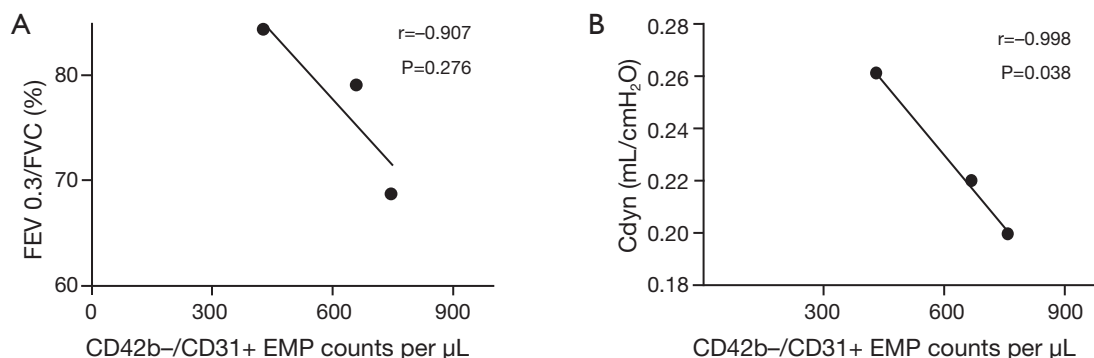 A
r=–0.907
P=0.276
FEV 0.3/FVC (%)
80
70
60
0
300
600
900
CD42b–/CD31+ EMP counts per μL
B
r=–0.998
P=0.038
Cdyn (mL/cmH₂O)
0.28
0.26
0.24
0.22
0.20
0.18
300
600
900
CD42b–/CD31+ EMP counts per μL